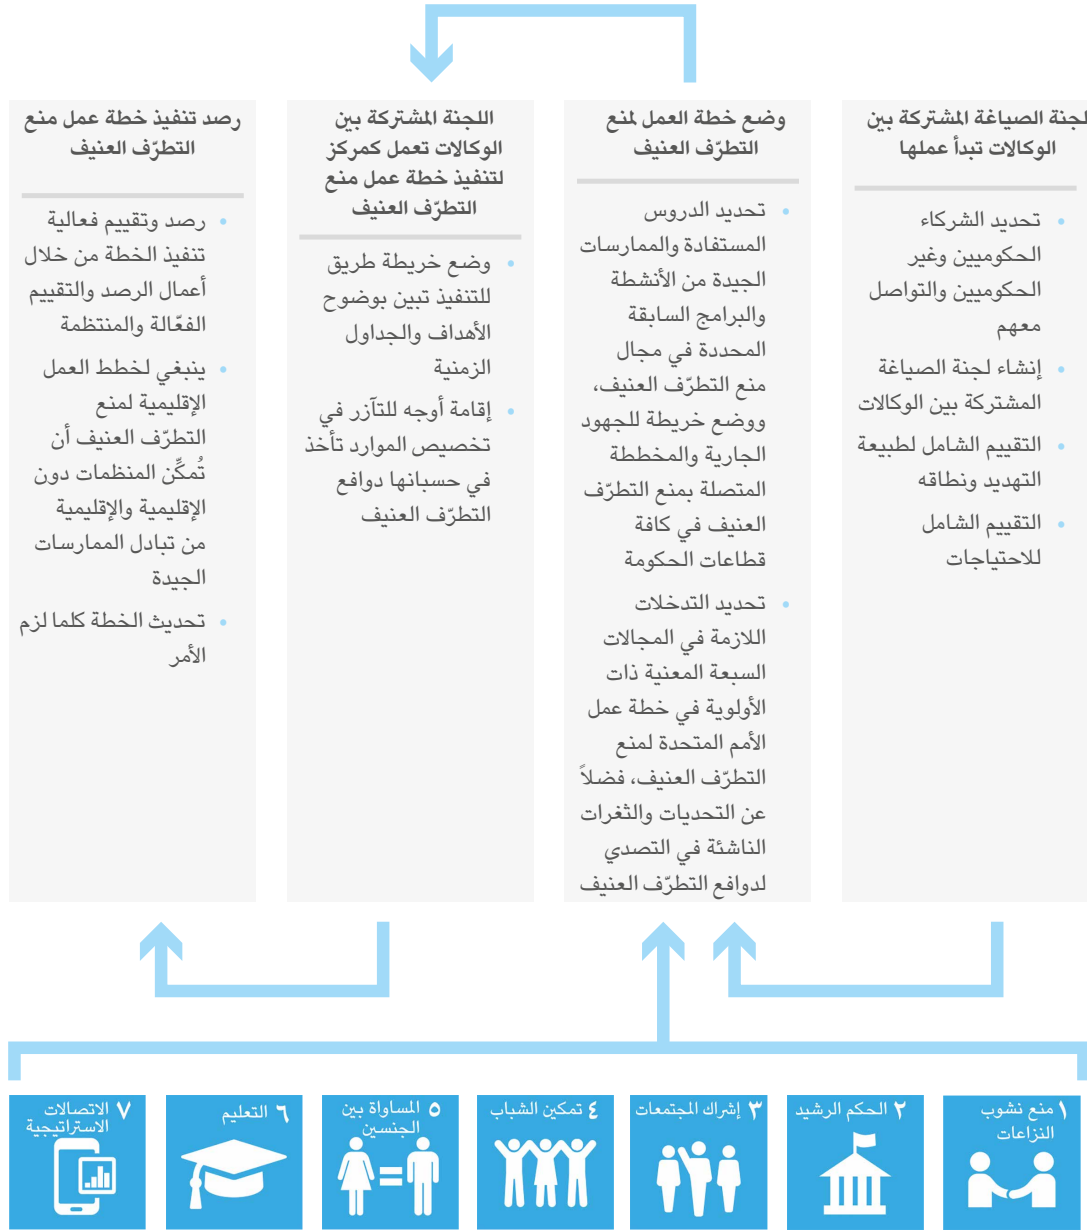 لجنة الصياغة المشتركة بين
الوكالات تبدأ عملها
• تحديد الشركاء
الحكوميين وغير
الحكوميين والتواصل
معهم
• إنشاء لجنة الصياغة
المشتركة بين الوكالات
• التقييم الشامل لطبيعة
التهديد ونطاقه
• التقييم الشامل
للاحتياجات
وضع خطة العمل لمنع
التطرّف العنيف
• تحديد الدروس
المستفادة والممارسات
الجيدة من الأنشطة
والبرامج السابقة
المحددة في مجال
منع التطرّف العنيف،
ووضع خريطة للجهود
الجارية والمخططة
المتصلة بمنع التطرّف
العنيف في كافة
قطاعات الحكومة
• تحديد التدخلات
اللازمة في المجالات
السبعة المعنية ذات
الأولوية في خطة عمل
الأمم المتحدة لمنع
التطرّف العنيف، فضلاً
عن التحديات والثغرات
الناشئة في التصدي
لدوافع التطرّف العنيف
اللجنة المشتركة بين
الوكالات تعمل كمركز
لتنفيذ خطة عمل منع
التطرّف العنيف
• وضع خريطة طريق
للتنفيذ تبين بوضوح
الأهداف والجداول
الزمنية
• إقامة أوجه للتآزر في
تخصيص الموارد تأخذ
في حسبانها دوافع
التطرّف العنيف
رصد تنفيذ خطة عمل منع
التطرّف العنيف
• رصد وتقييم فعالية
تنفيذ الخطة من خلال
أعمال الرصد والتقييم
الفعّالة والمنتظمة
• ينبغي لخطط العمل
الإقليمية لمنع
التطرّف العنيف أن
تُمكِّن المنظمات دون
الإقليمية والإقليمية
من تبادل الممارسات
الجيدة
• تحديث الخطة كلما لزم
الأمر
١ منع نشوب
النزاعات
٢ الحكم الرشيد
٣ إشراك المجتمعات
٤ تمكين الشباب
٥ المساواة بين
الجنسين
٦ التعليم
٧ الاتصالات
الاستراتيجية